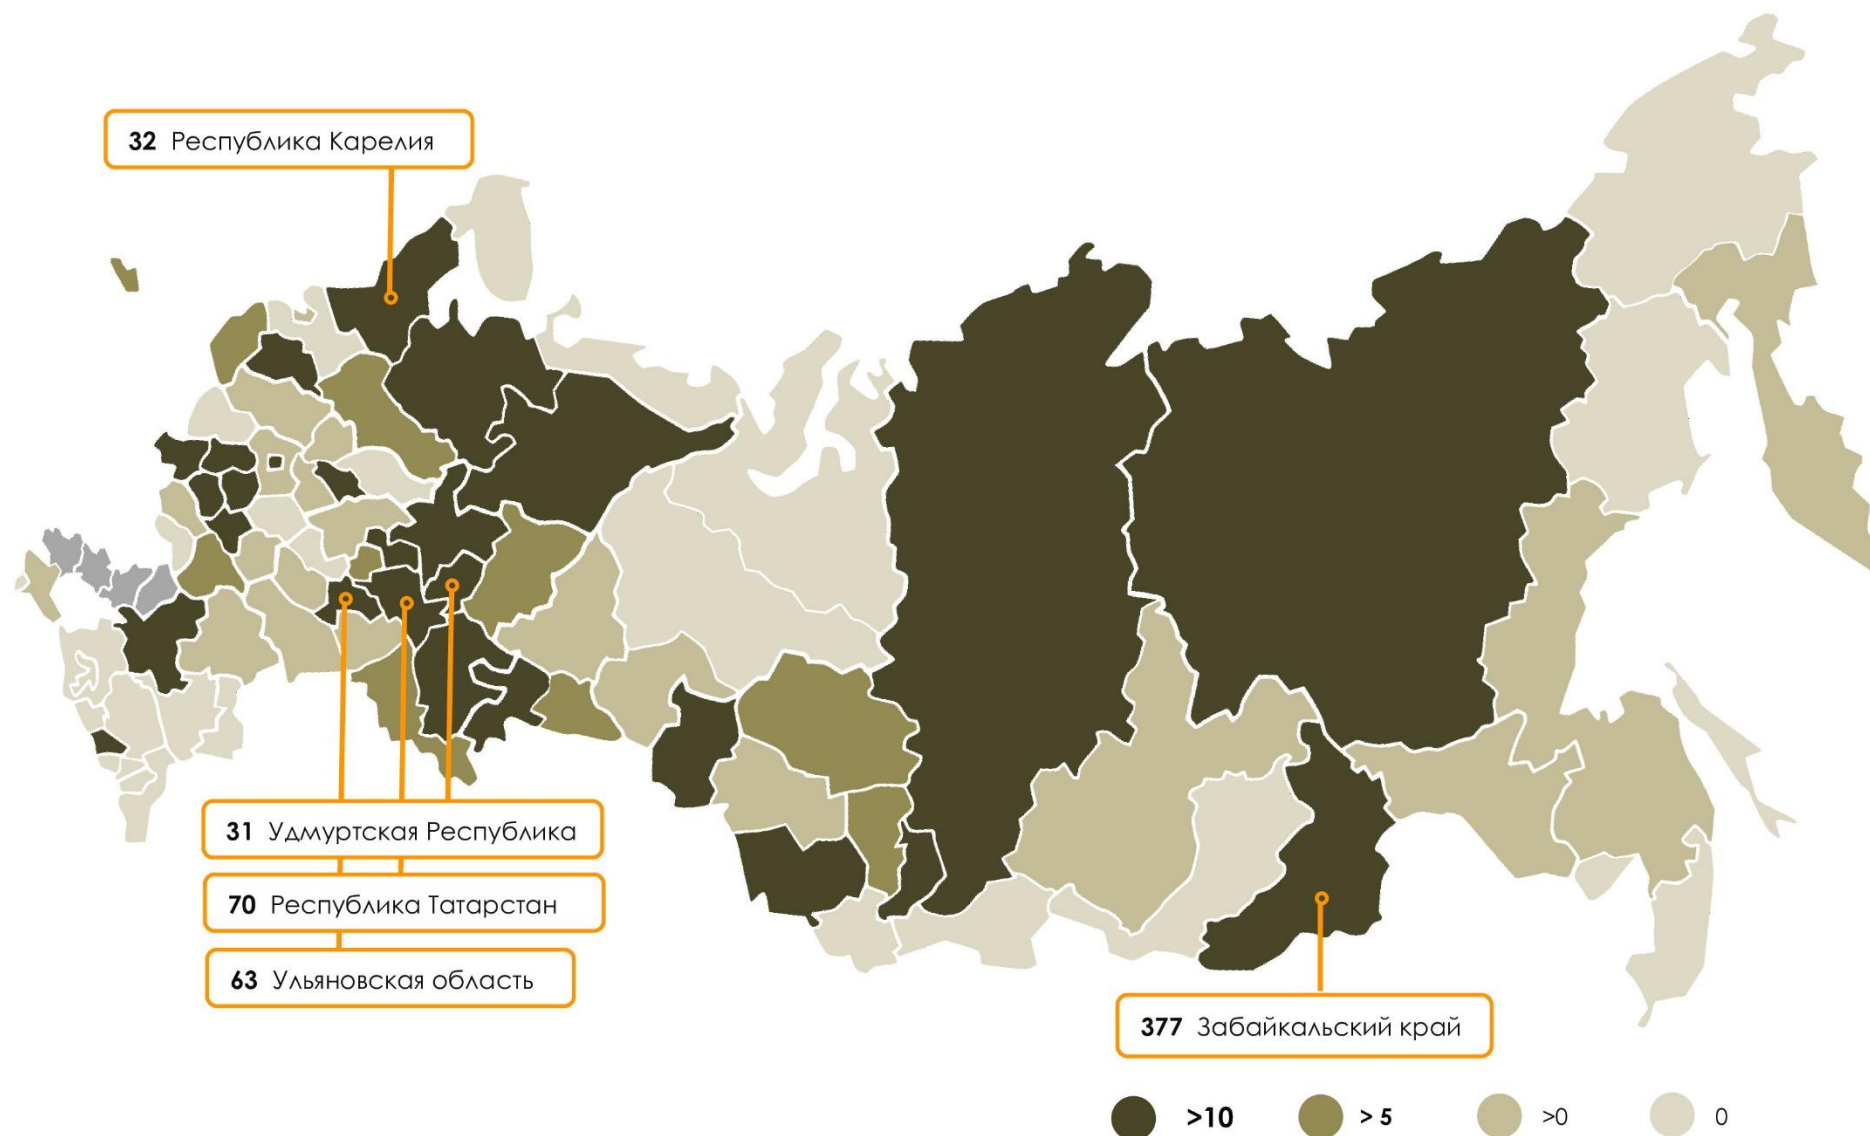 32 Республика Карелия
31 Удмуртская Республика
70 Республика Татарстан
63 Ульяновская область
377 Забайкальский край
>10 > 5 >0 0